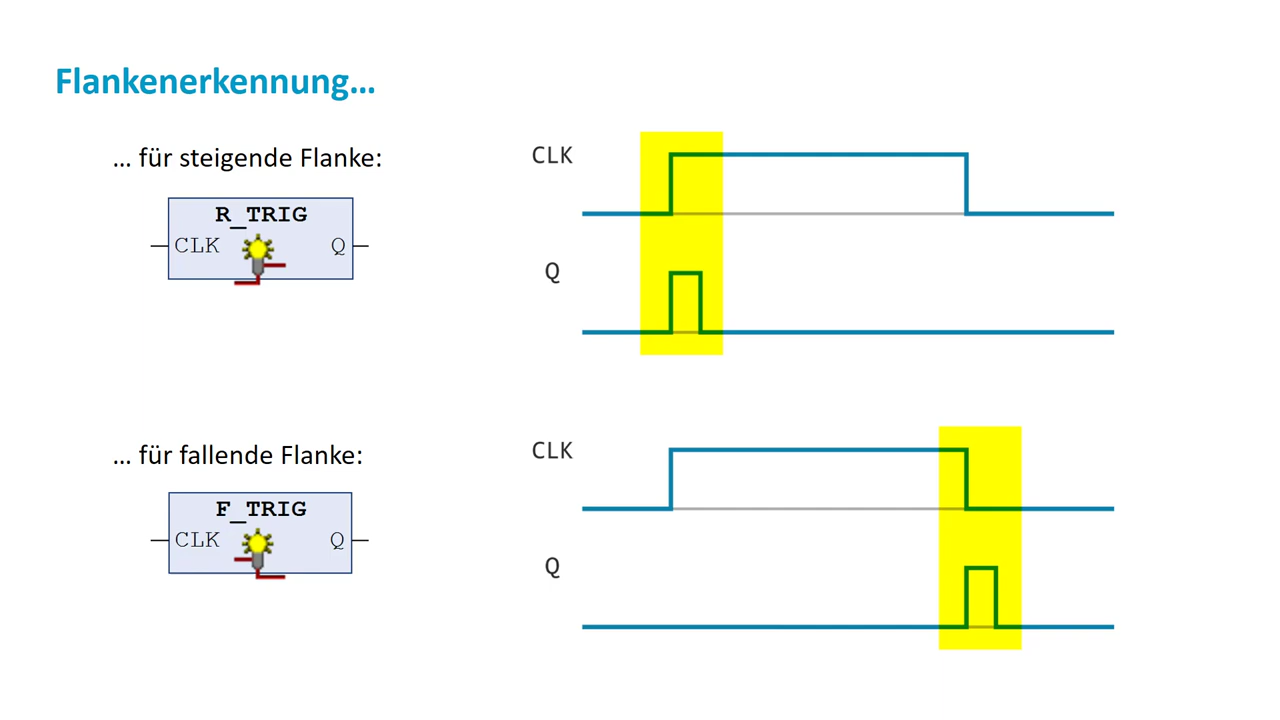 Flankenerkennung...
... für steigende Flanke:
R_TRIG
CLK Q
CLK
Q
... für fallende Flanke:
F_TRIG
CLK Q
CLK
Q